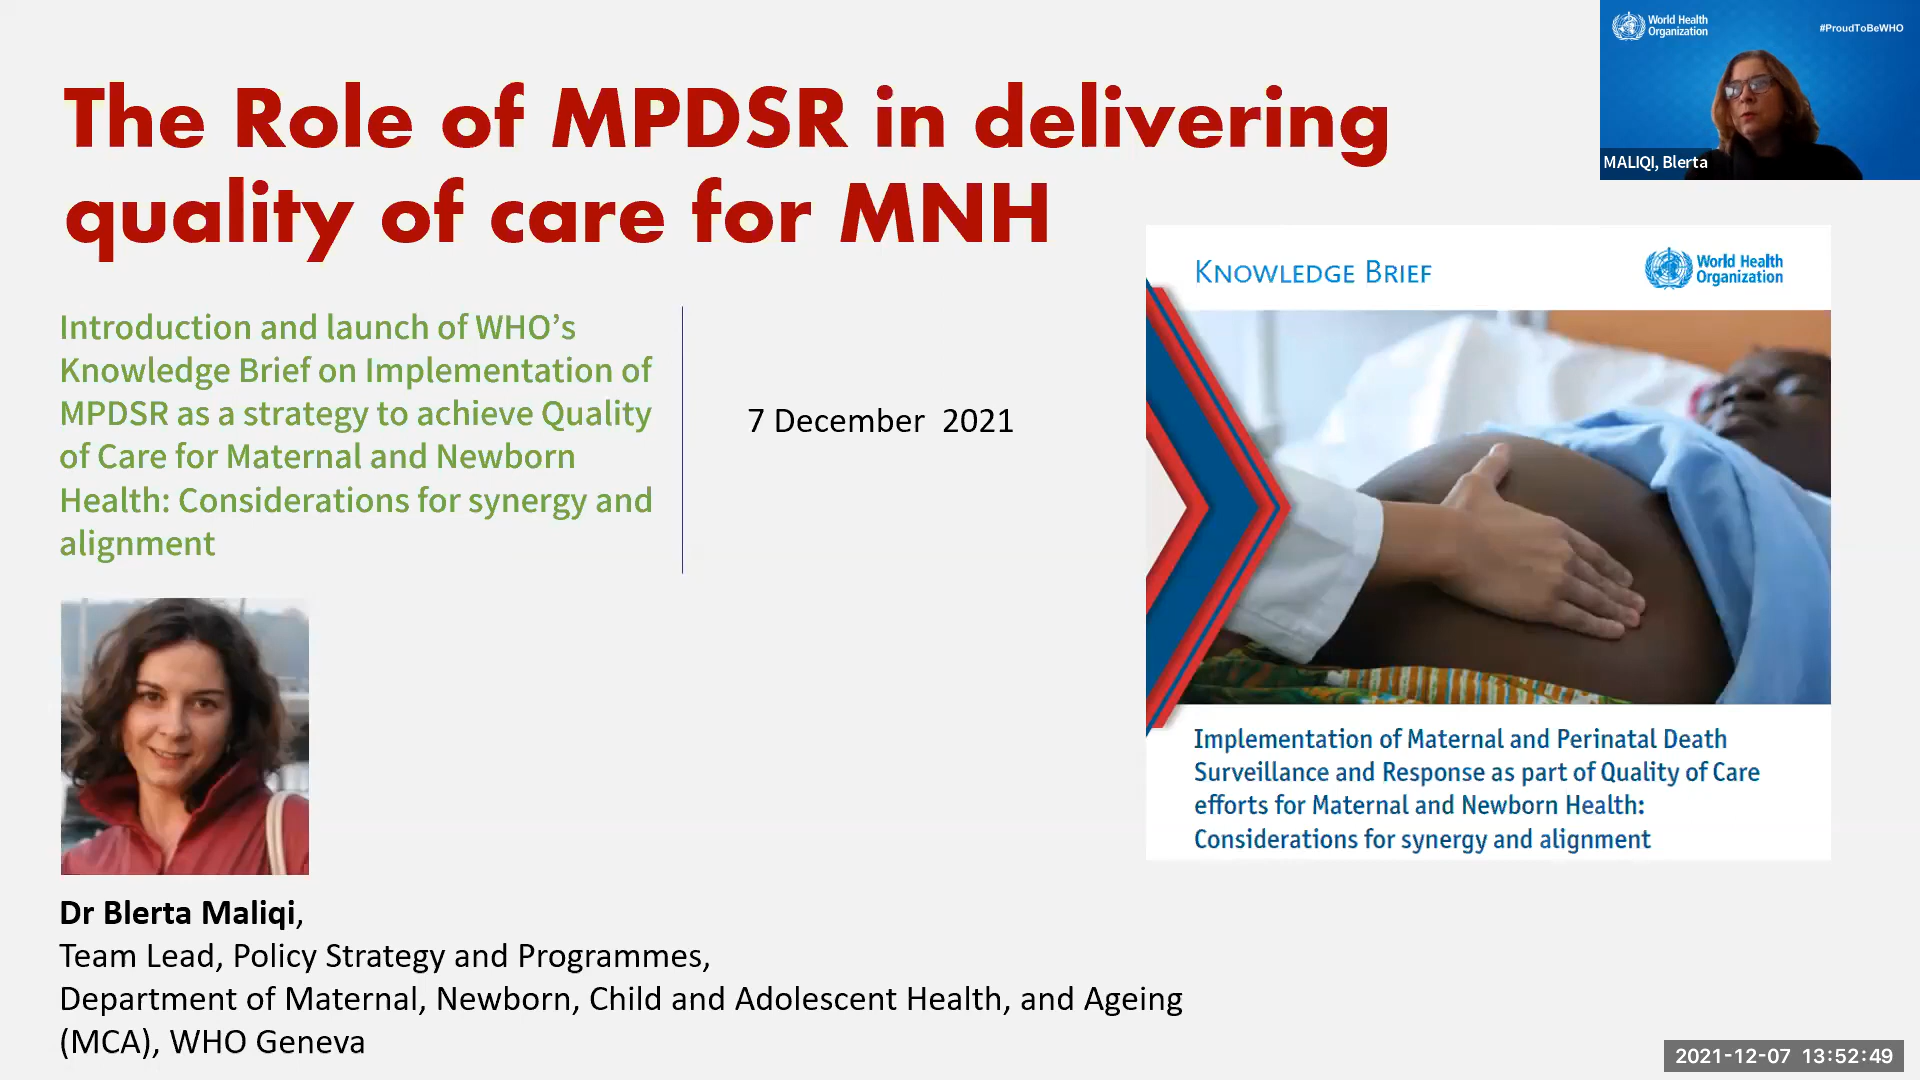 The Role of MPDSR in delivering
quality of care for MNH
Introduction and launch of WHO’s
Knowledge Brief on Implementation of
MPDSR as a strategy to achieve Quality
of Care for Maternal and Newborn
Health: Considerations for synergy and
alignment
7 December 2021
Dr Blerta Maliqi,
Team Lead, Policy Strategy and Programmes,
Department of Maternal, Newborn, Child and Adolescent Health, and Ageing
(MCA), WHO Geneva
World Health
Organization
#ProudToBeWHO
MALIQI, Blerta
KNOWLEDGE BRIEF
World Health
Organization
Implementation of Maternal and Perinatal Death
Surveillance and Response as part of Quality of Care
efforts for Maternal and Newborn Health:
Considerations for synergy and alignment
2021-12-07 13:52:49